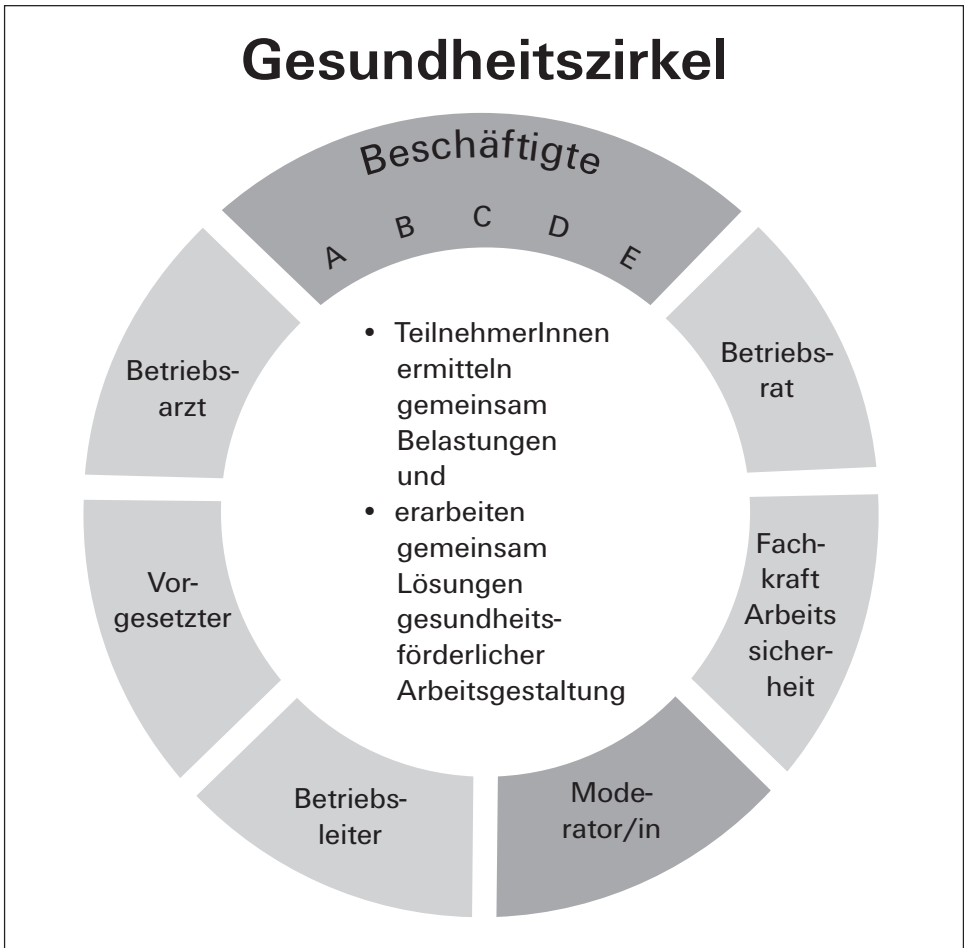 Gesundheitszirkel
Beschäftigte
A B C D E
Betriebs-
arzt
Betriebs-
rat
• TeilnehmerInnen
ermitteln
gemeinsam
Belastungen
und
• erarbeiten
gemeinsam
Lösungen
gesundheits-
förderlicher
Arbeitsgestaltung
Vor-
gesetzter
Fach-
kraft
Arbeits
sicher-
heit
Betriebs-
leiter
Mode-
rator/in